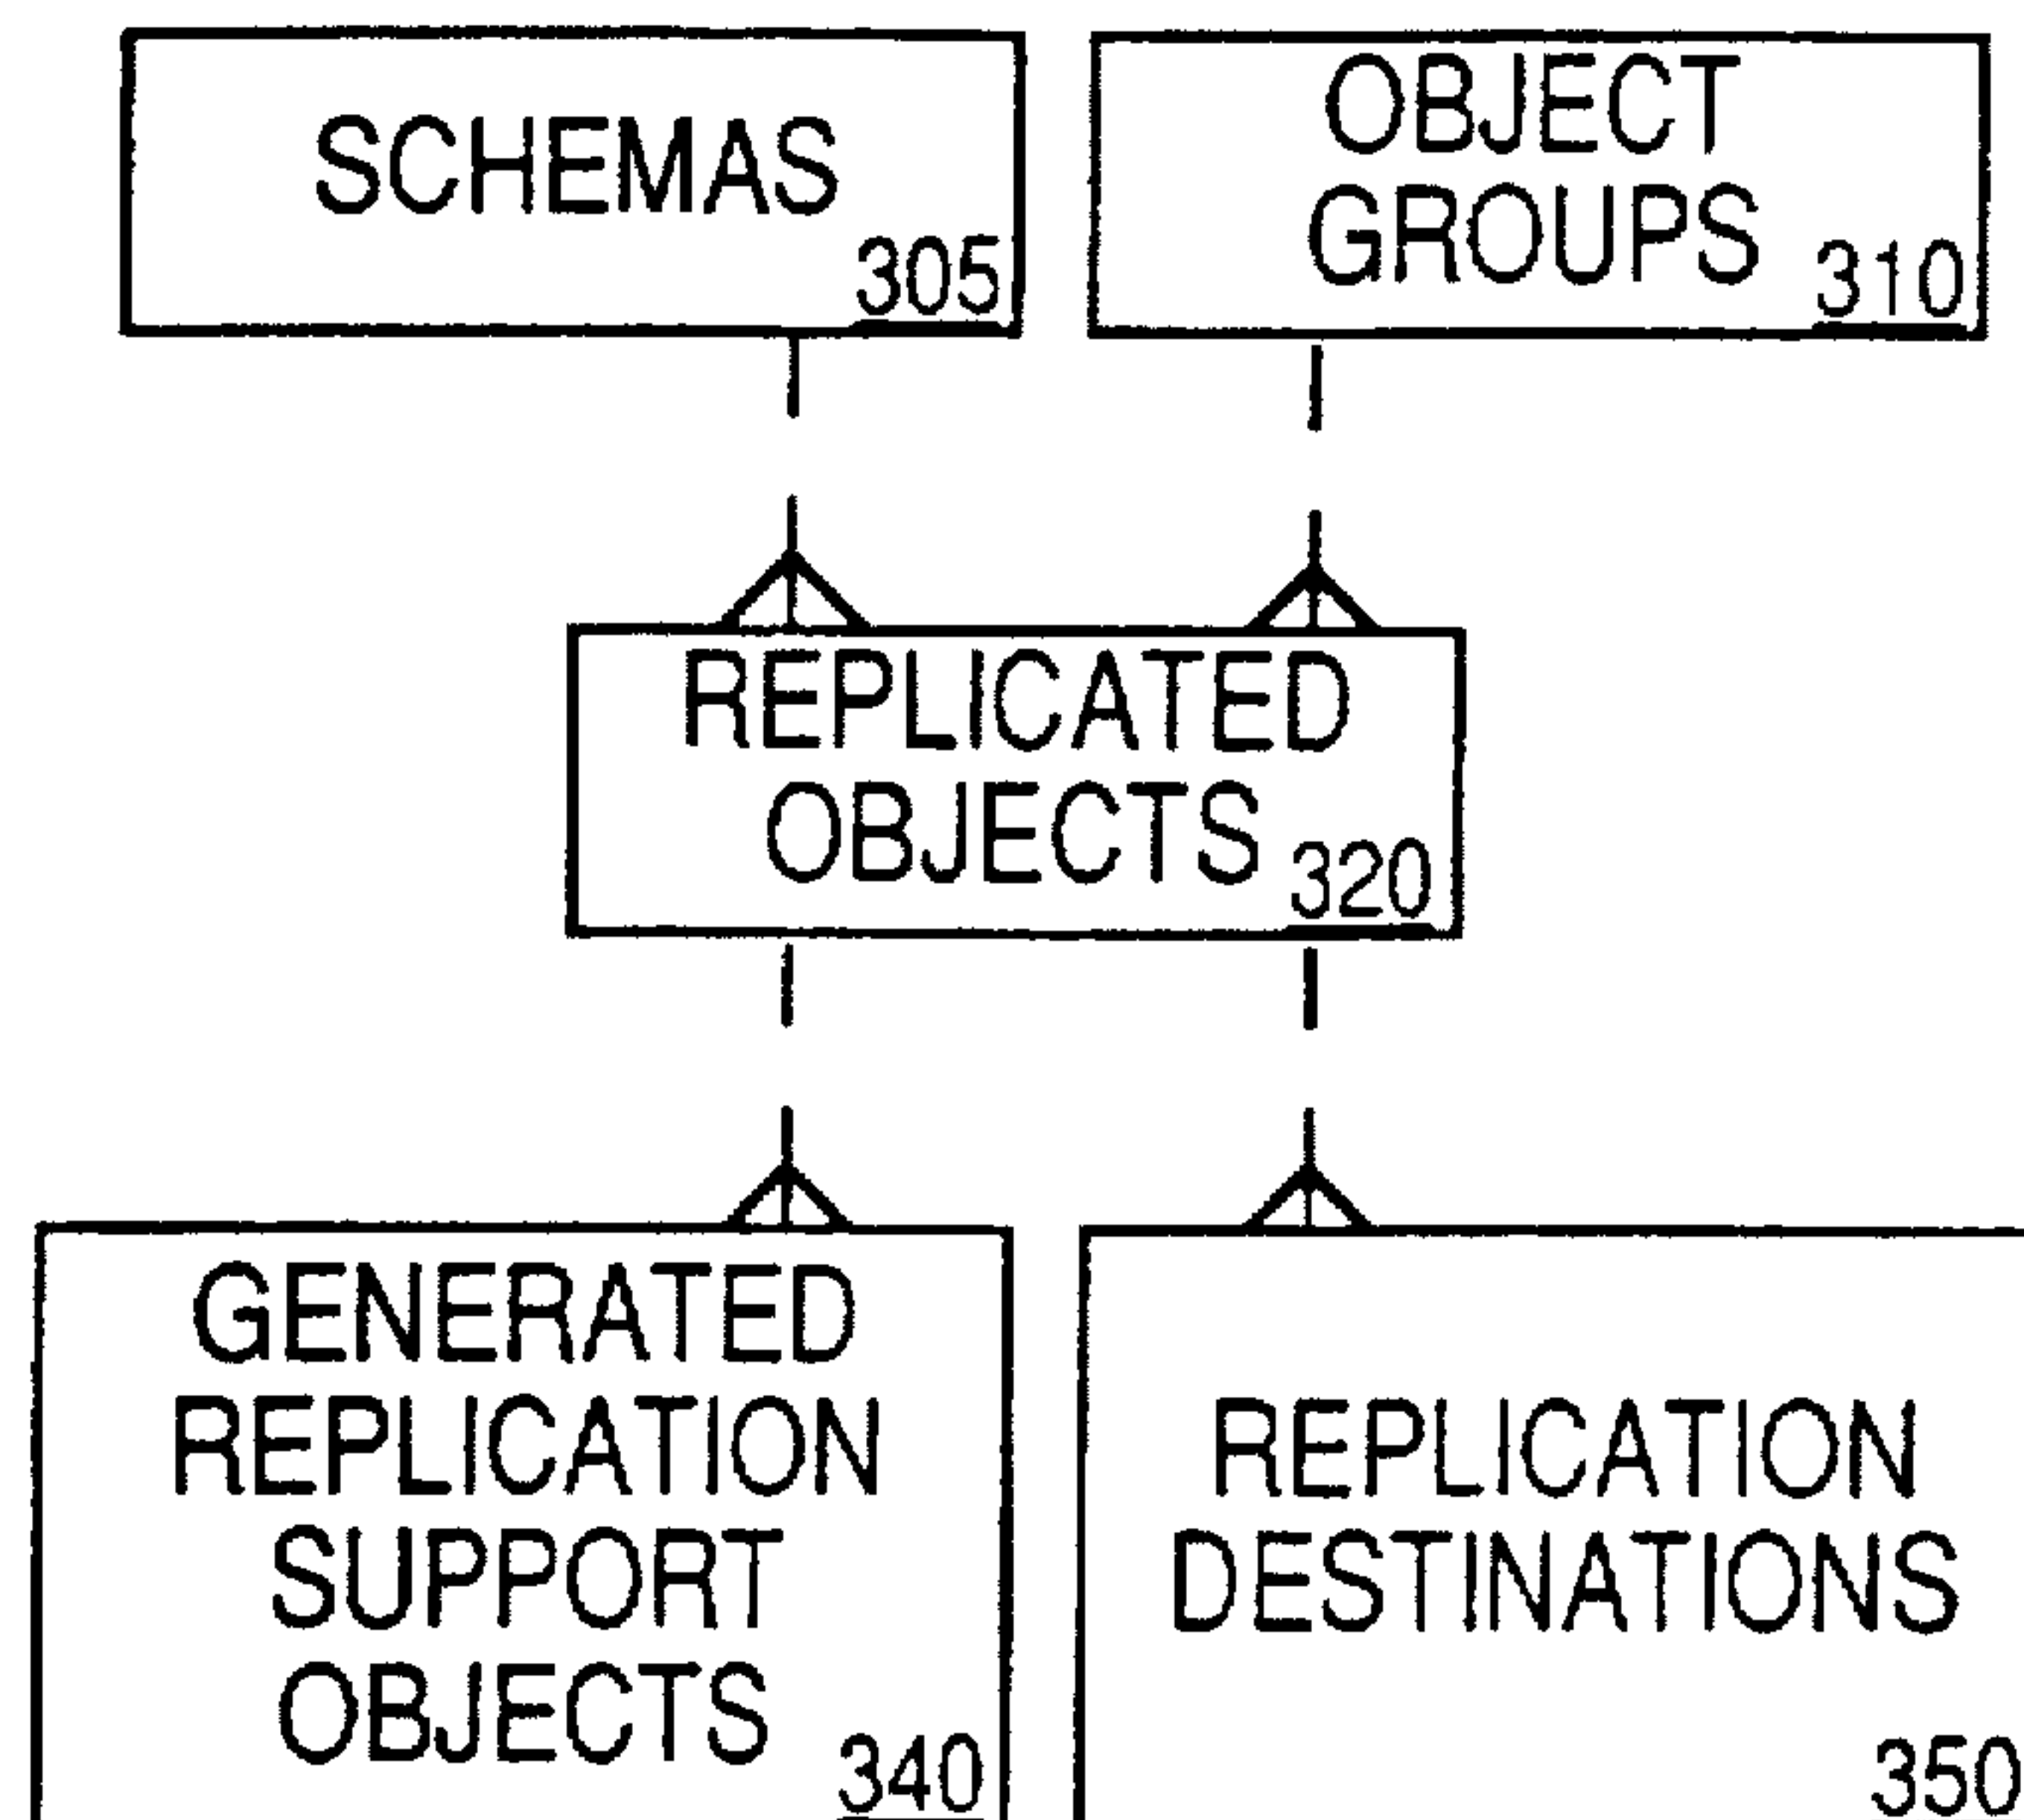 SCHEMAS
305
OBJECT
GROUPS
310
REPLICATED
OBJECTS
320
GENERATED
REPLICATION
SUPPORT
OBJECTS
340
REPLICATION
DESTINATIONS
350